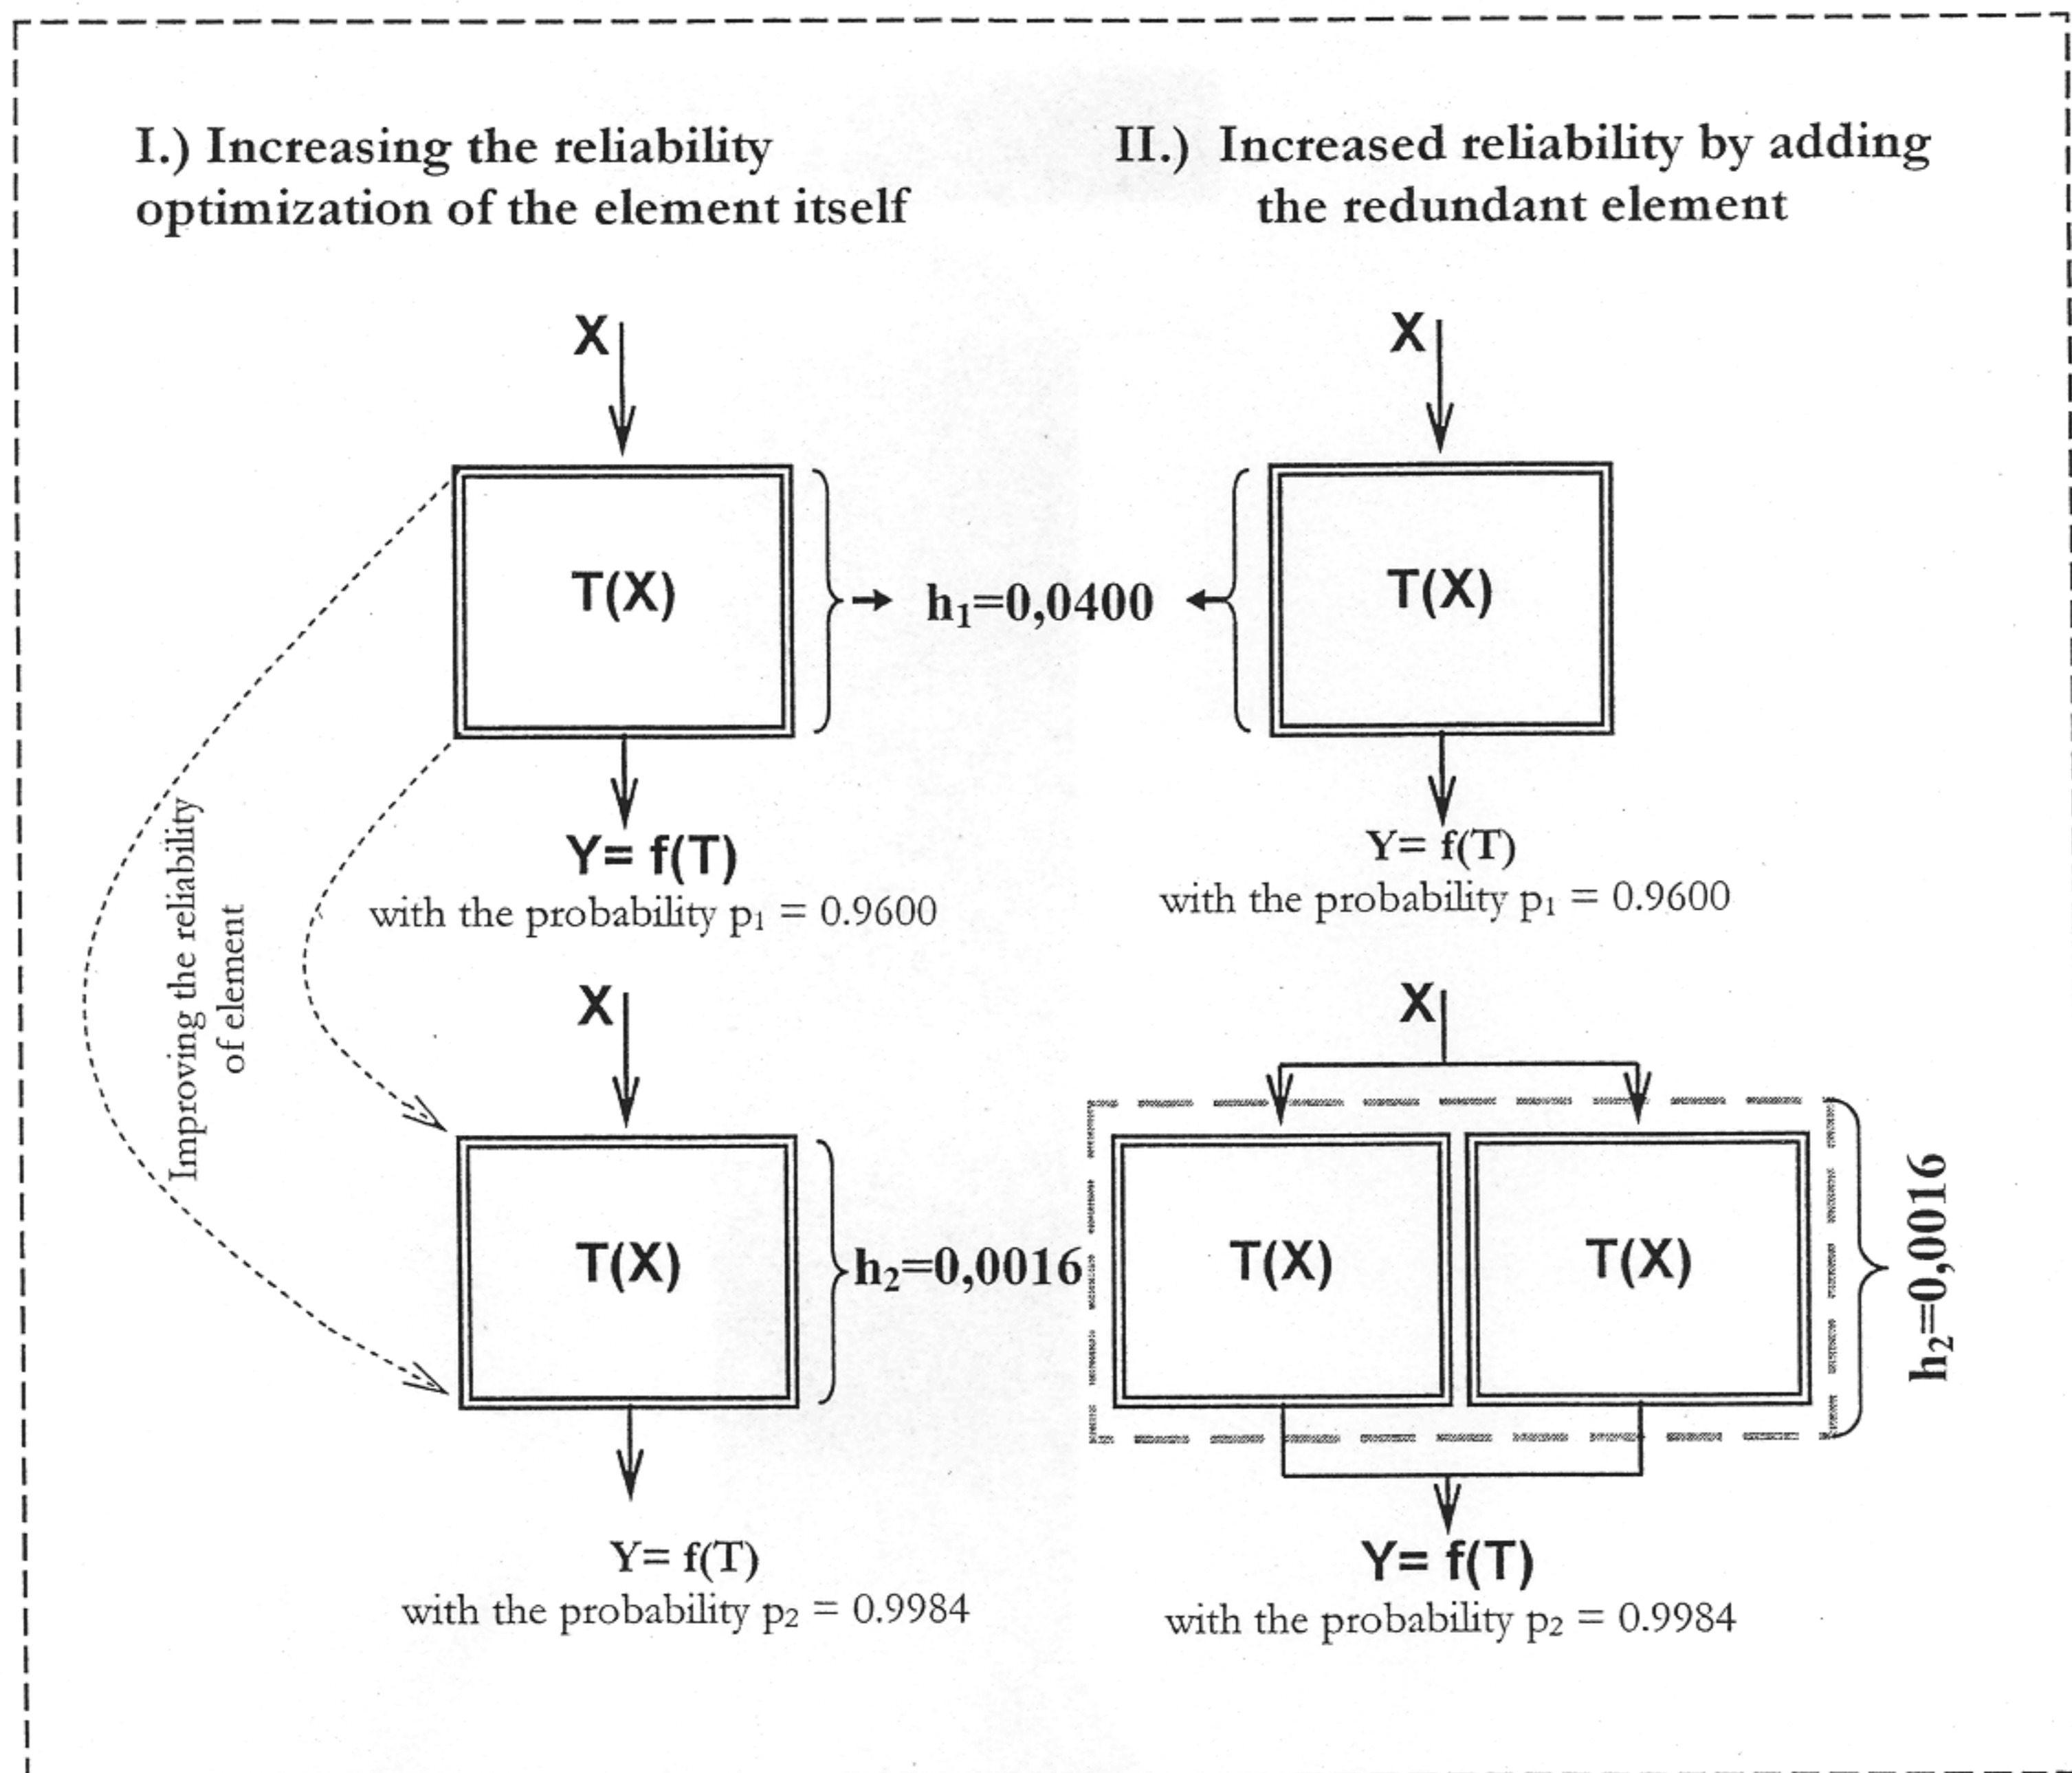 I.) Increasing the reliability
optimization of the element itself
II.) Increased reliability by adding
the redundant element
X
X
T(X)
h₁=0,0400
T(X)
Y= f(T)
with the probability p₁ = 0.9600
Y= f(T)
with the probability p₁ = 0.9600
Improving the reliability
of element
X
X
T(X)
h₂=0,0016
T(X)
T(X)
h₂=0,0016
Y= f(T)
with the probability p₂ = 0.9984
Y= f(T)
with the probability p₂ = 0.9984